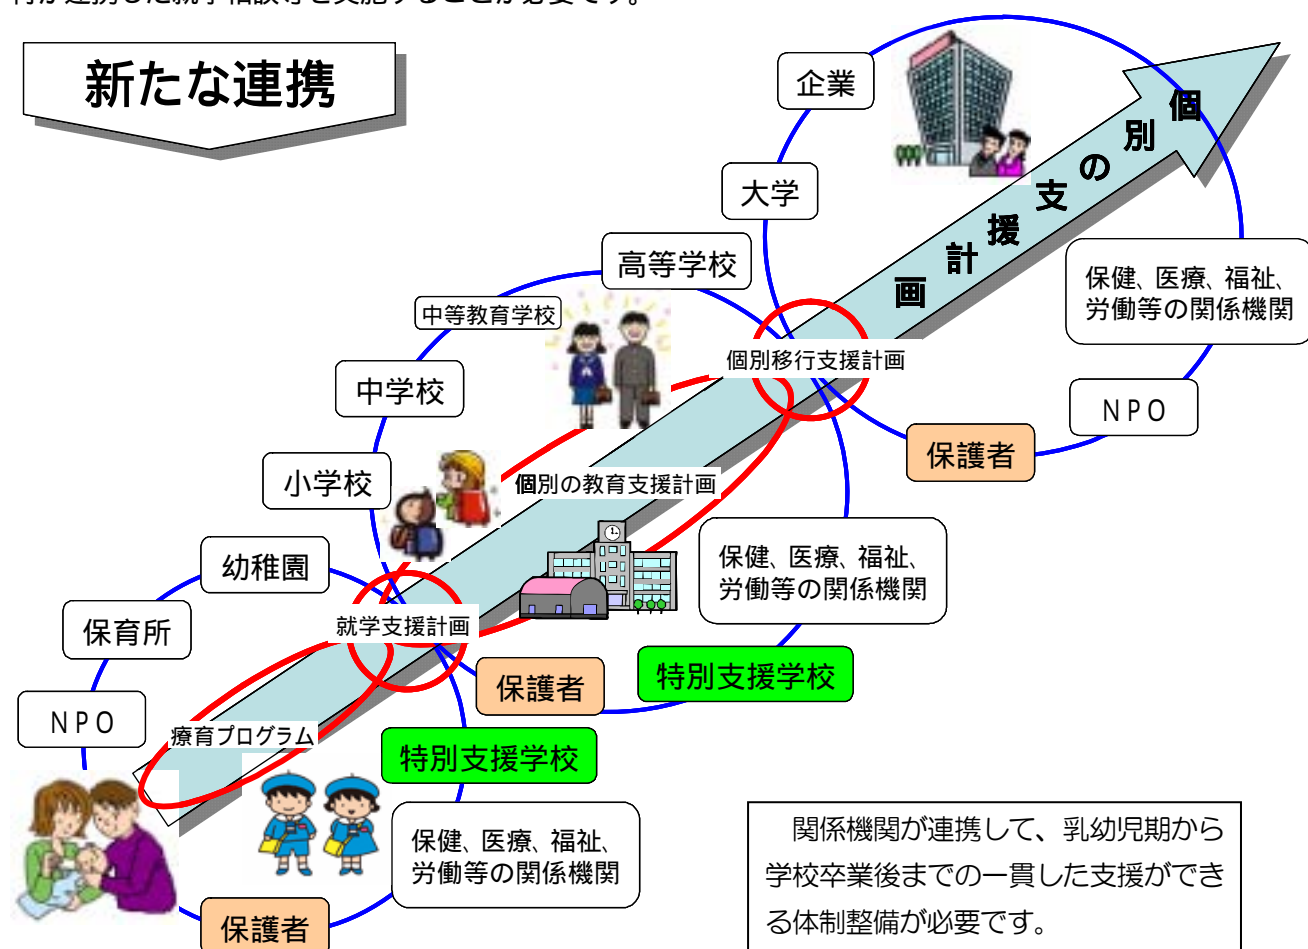 新たな連携
企業
大学
高等学校
中等教育学校
中学校
小学校
幼稚園
保育所
NPO
個別の支援計画
個別移行支援計画
個別の教育支援計画
就学支援計画
療育プログラム
保健、医療、福祉、
労働等の関係機関
NPO
保護者
保健、医療、福祉、
労働等の関係機関
特別支援学校
保護者
特別支援学校
保健、医療、福祉、
労働等の関係機関
保護者
関係機関が連携して、乳幼児期から
学校卒業後までの一貫した支援ができ
る体制整備が必要です。